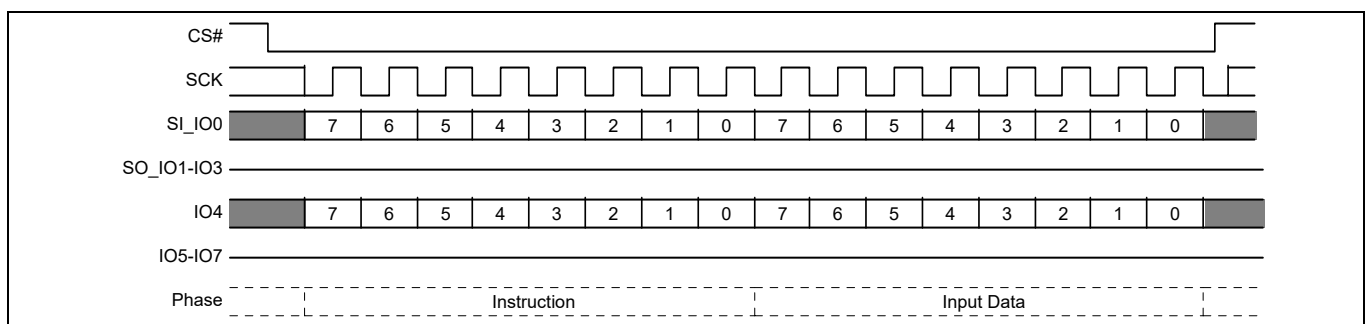 CS#
SCK
SI_IO0 7 6 5 4 3 2 1 0 7 6 5 4 3 2 1 0
SO_IO1-IO3
IO4 7 6 5 4 3 2 1 0 7 6 5 4 3 2 1 0
IO5-IO7
Phase Instruction Input Data